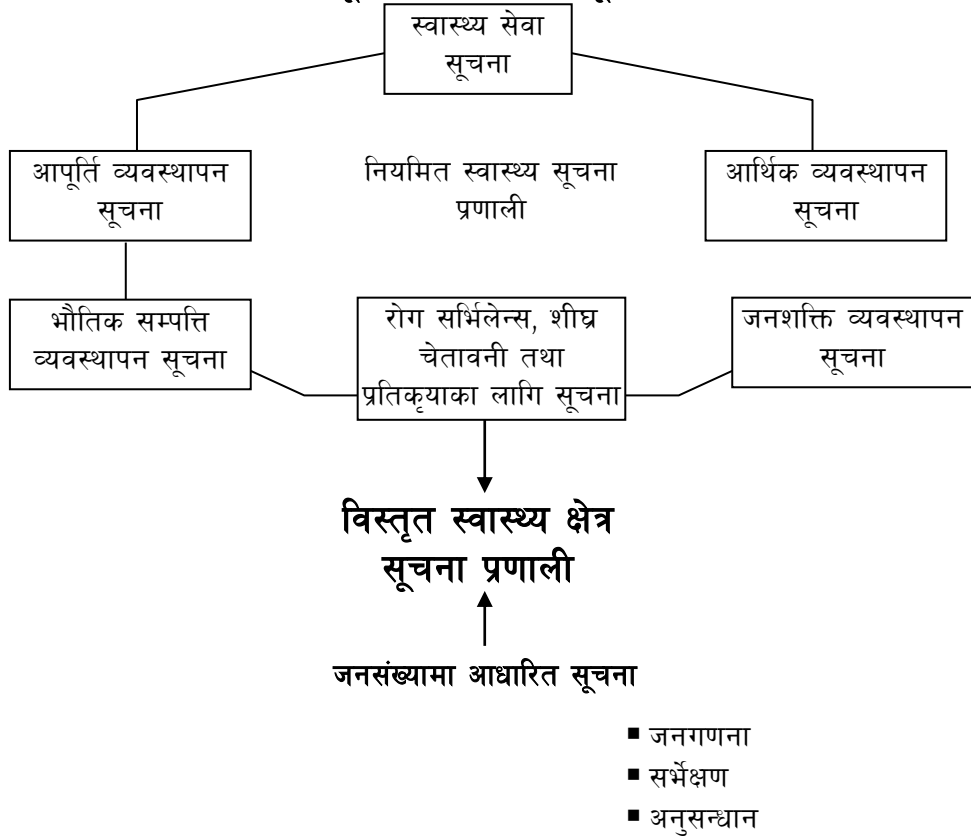 स्वास्थ्य सेवा
सूचना
आपूर्ति व्यवस्थापन
सूचना
नियमित स्वास्थ्य सूचना
प्रणाली
आर्थिक व्यवस्थापन
सूचना
भौतिक सम्पत्ति
व्यवस्थापन सूचना
रोग सर्भिलेन्स, शीघ्र
चेतावनी तथा
प्रतिकृयाका लागि सूचना
जनशक्ति व्यवस्थापन
सूचना
विस्तृत स्वास्थ्य क्षेत्र
सूचना प्रणाली
जनसंख्यामा आधारित सूचना
▪ जनगणना
▪ सर्भेक्षण
▪ अनुसन्धान